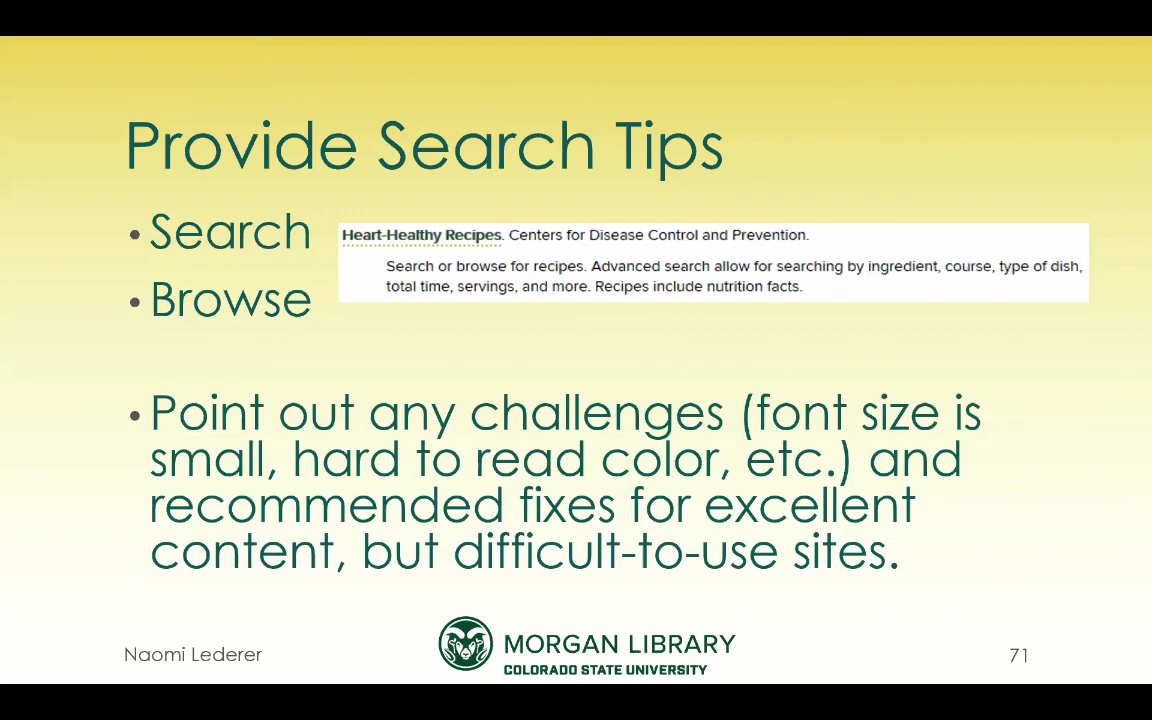 Provide Search Tips
• Search
Heart-Healthy Recipes. Centers for Disease Control and Prevention.
Search or browse for recipes. Advanced search allow for searching by ingredient, course, type of dish,
total time, servings, and more. Recipes include nutrition facts.
• Browse
• Point out any challenges (font size is
small, hard to read color, etc.) and
recommended fixes for excellent
content, but difficult-to-use sites.
Naomi Lederer
MORGAN LIBRARY
COLORADO STATE UNIVERSITY
71